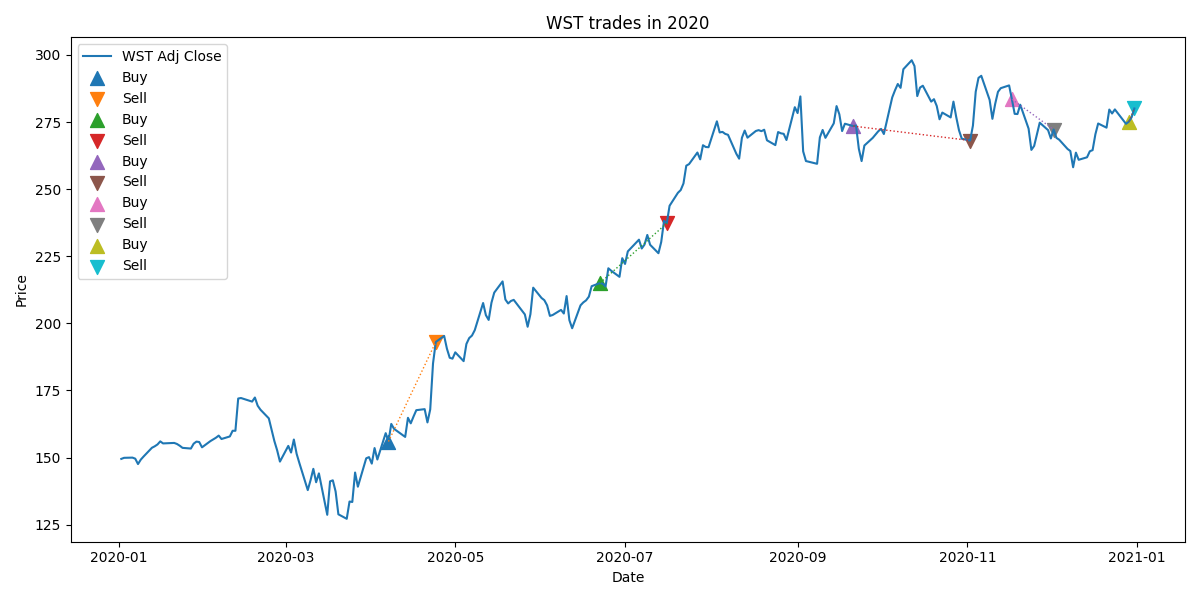 WST trades in 2020
WST Adj Close
Buy
Sell
Buy
Sell
Buy
Sell
Buy
Sell
Buy
Sell
Price
300
275
250
225
200
175
150
125
2020-01
2020-03
2020-05
2020-07
2020-09
2020-11
2021-01
Date